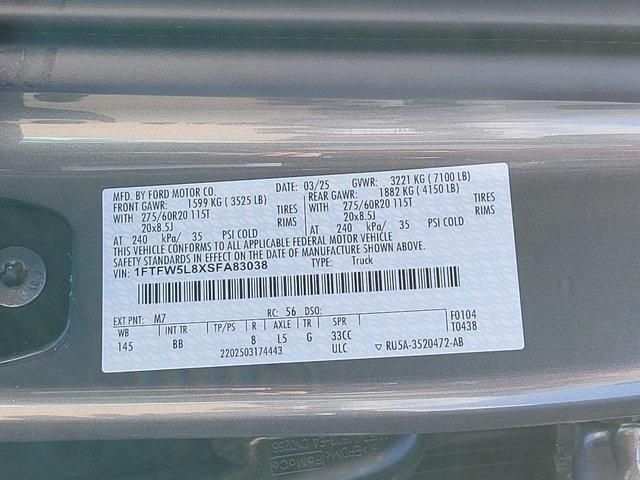 MFD. BY FORD MOTOR CO.
DATE: 03/25 GVWR: 3221 KG ( 7100 LB)
FRONT GAWR: 1599 KG ( 3525 LB)
REAR GAWR: 1882 KG ( 4150 LB)
WITH 275/60R20 115T TIRES
WITH 275/60R20 115T TIRES
20x8.5J RIMS
20x8.5J RIMS
AT 240 kPa/ 35 PSI COLD
AT 240 kPa/ 35 PSI COLD
THIS VEHICLE CONFORMS TO ALL APPLICABLE FEDERAL MOTOR VEHICLE
SAFETY STANDARDS IN EFFECT ON THE DATE OF MANUFACTURE SHOWN ABOVE.
VIN: 1FTFW5L8XSFA83038 TYPE: Truck
EXT PNT: M7 RC: 56 DSO: F0104
WB INT TR TP/PS R AXLE TR SPR T0438
145 BB 8 L5 G 33CC
2202503174443 ULC ▽ RU5A-3520472-AB
FoMoCo